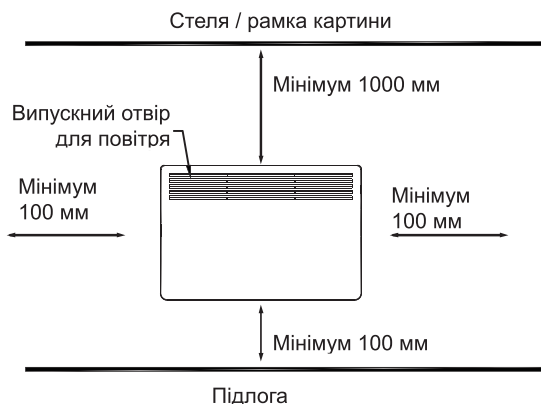 Стеля / рамка картини
Мінімум 1000 мм
Випускний отвір
для повітря
Мінімум
100 мм
Мінімум
100 мм
Мінімум 100 мм
Підлога